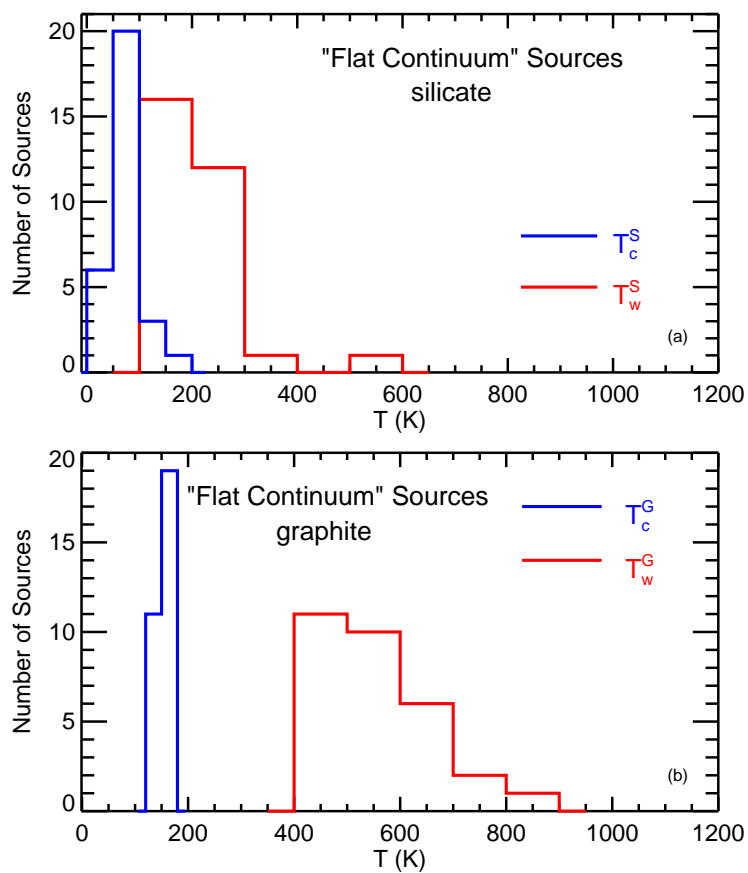 20
15
10
5
0
Number of Sources
"Flat Continuum" Sources
silicate
T_c^S
T_w^S
(a)
0 200 400 600 800 1000 1200
T (K)
20
15
10
5
0
Number of Sources
"Flat Continuum" Sources
graphite
T_c^G
T_w^G
(b)
0 200 400 600 800 1000 1200
T (K)